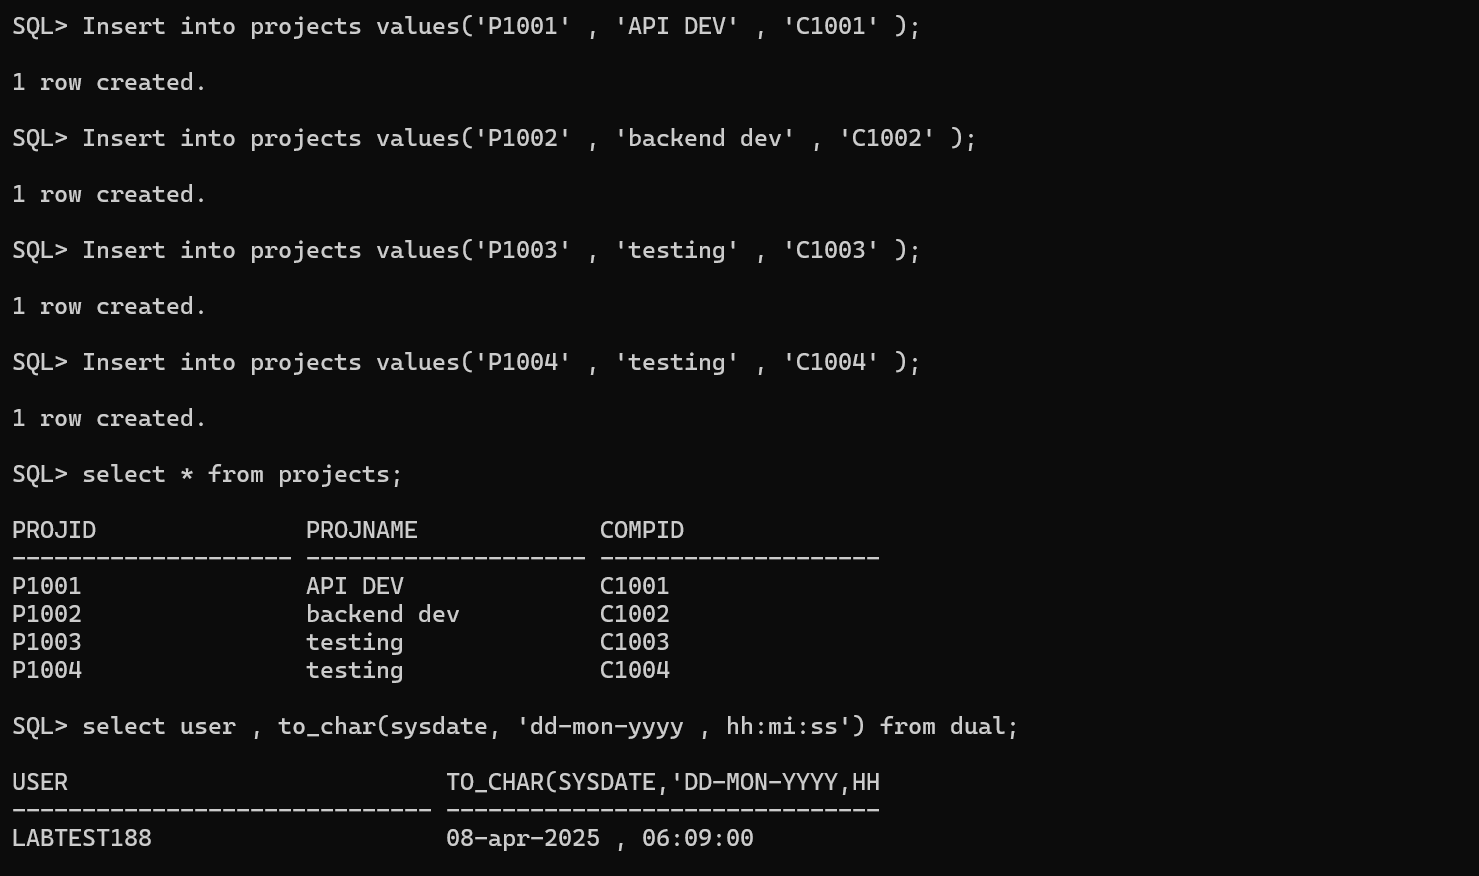 SQL> Insert into projects values('P1001' , 'API DEV' , 'C1001' );
1 row created.
SQL> Insert into projects values('P1002' , 'backend dev' , 'C1002' );
1 row created.
SQL> Insert into projects values('P1003' , 'testing' , 'C1003' );
1 row created.
SQL> Insert into projects values('P1004' , 'testing' , 'C1004' );
1 row created.
SQL> select * from projects;
PROJID               PROJNAME             COMPID
-------------------- -------------------- --------------------
P1001                API DEV              C1001
P1002                backend dev          C1002
P1003                testing              C1003
P1004                testing              C1004
SQL> select user , to_char(sysdate, 'dd-mon-yyyy , hh:mi:ss') from dual;
USER                           TO_CHAR(SYSDATE,'DD-MON-YYYY,HH
------------------------------ -------------------------------
LABTEST188                     08-apr-2025 , 06:09:00